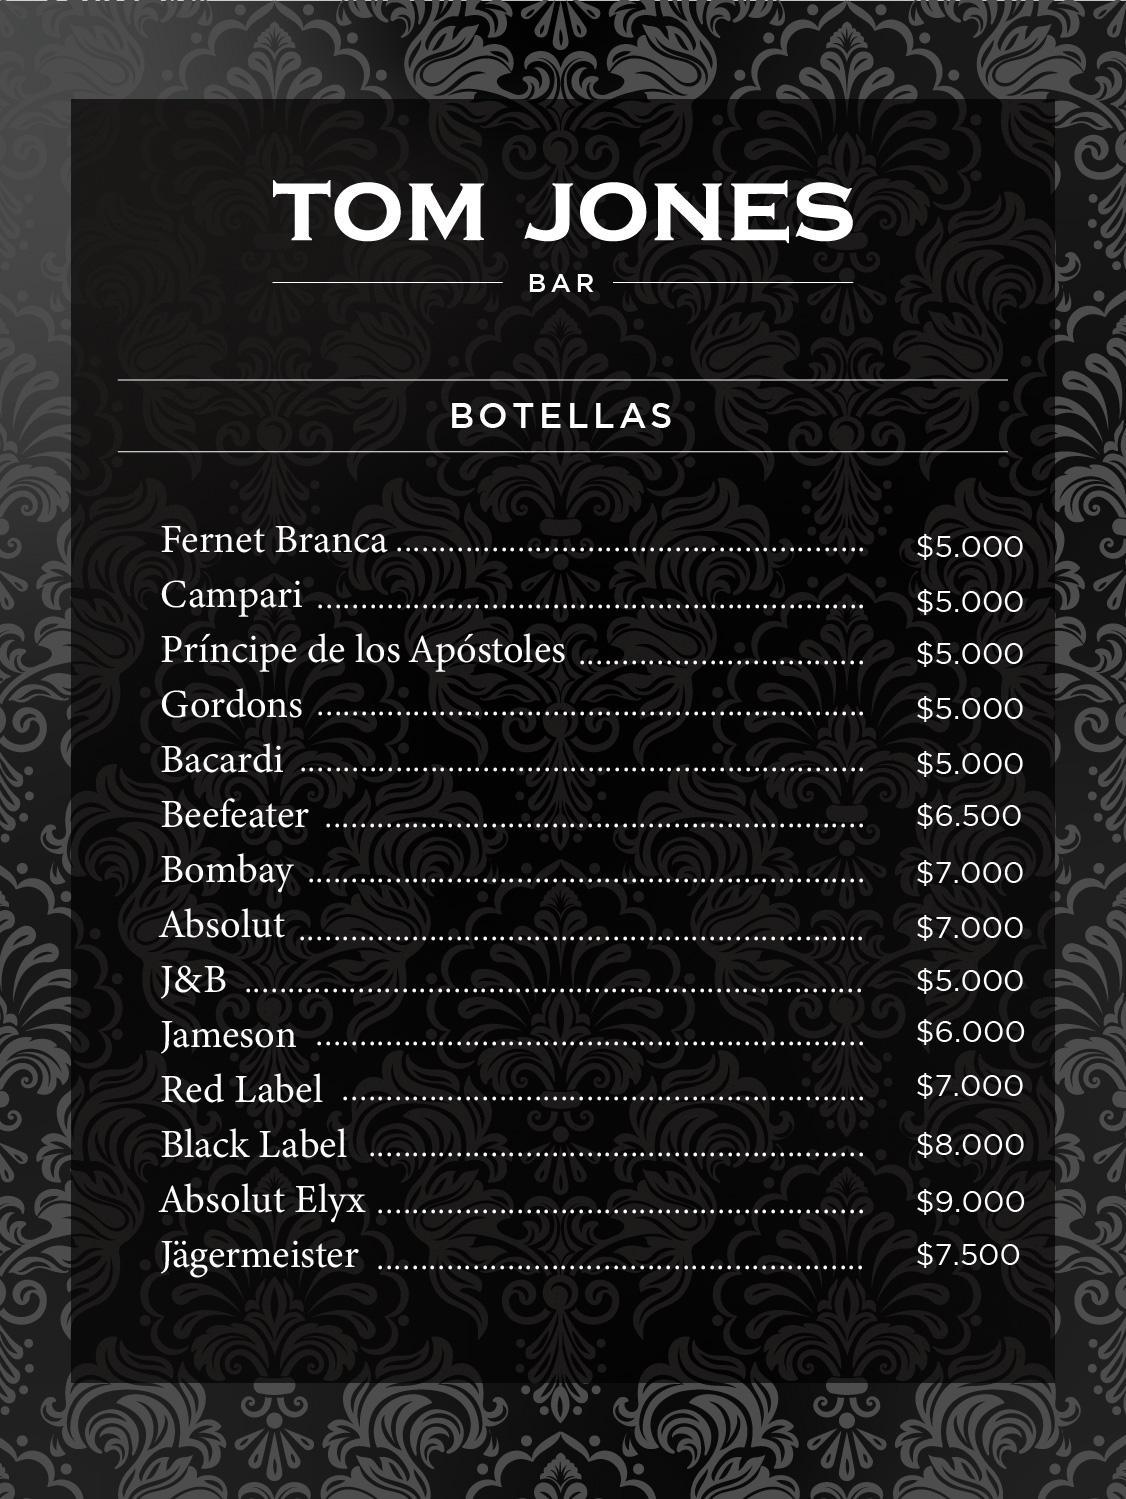 TOM JONES
BAR
BOTELLAS
Fernet Branca ........................................................ $5.000
Campari ........................................................ $5.000
Príncipe de los Apóstoles ........................................................ $5.000
Gordons ........................................................ $5.000
Bacardi ........................................................ $5.000
Beefeater ........................................................ $6.500
Bombay ........................................................ $7.000
Absolut ........................................................ $7.000
J&B ........................................................ $5.000
Jameson ........................................................ $6.000
Red Label ........................................................ $7.000
Black Label ........................................................ $8.000
Absolut Elyx ........................................................ $9.000
Jägermeister ........................................................ $7.500